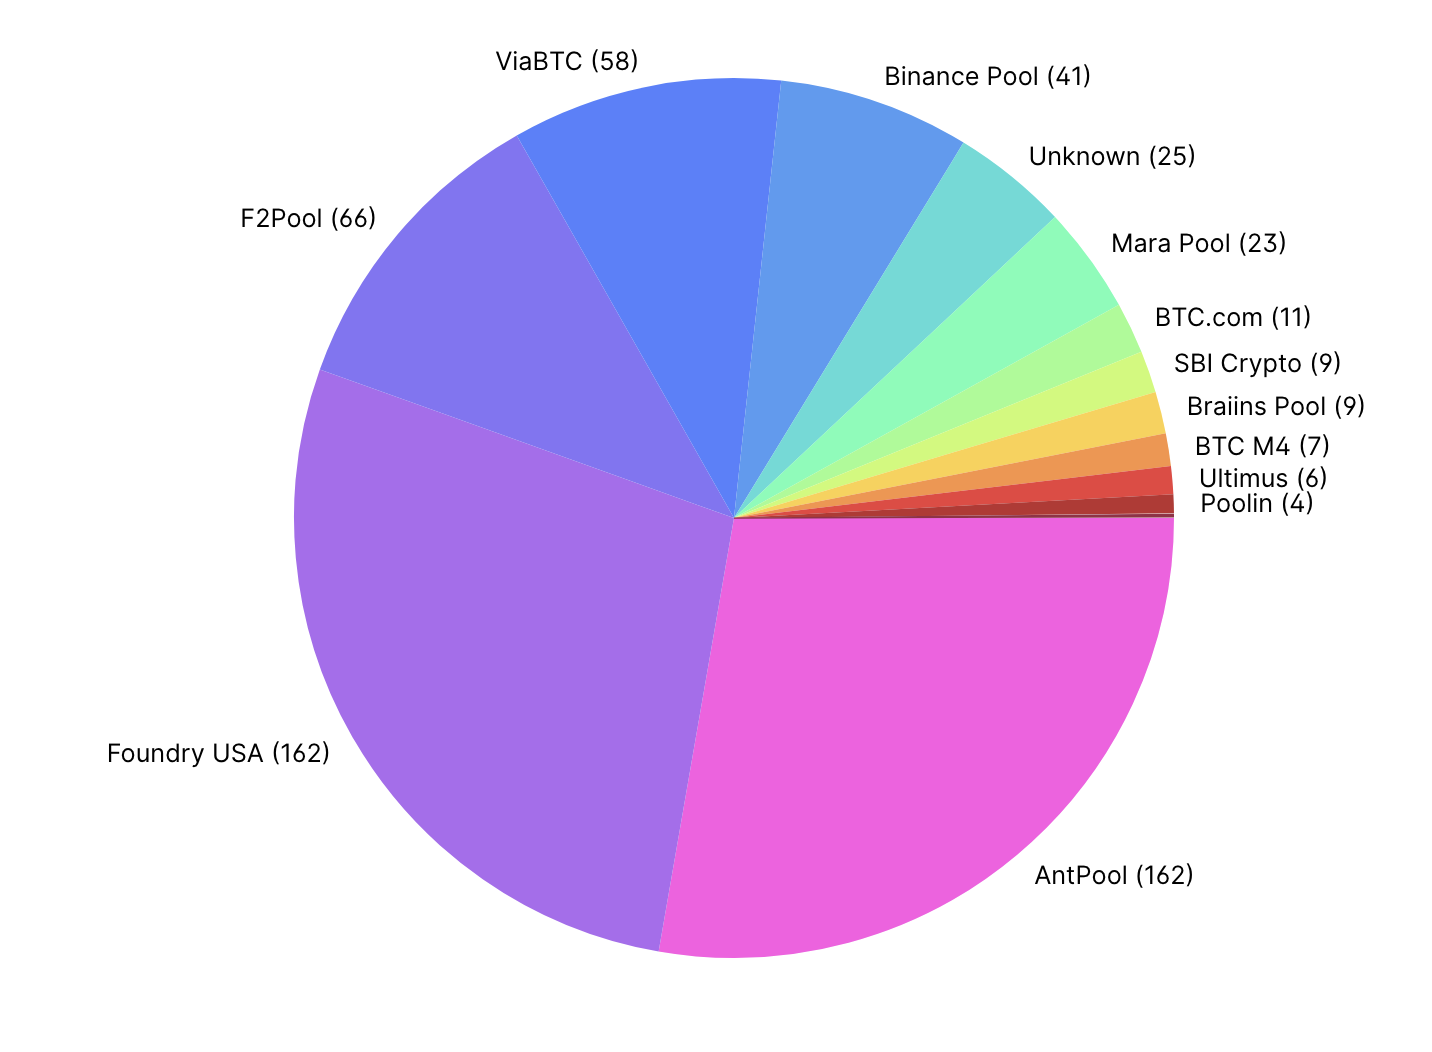 ViaBTC (58)
Binance Pool (41)
Unknown (25)
F2Pool (66)
Mara Pool (23)
BTC.com (11)
SBI Crypto (9)
Braiins Pool (9)
BTC M4 (7)
Ultimus (6)
Poolin (4)
Foundry USA (162)
AntPool (162)